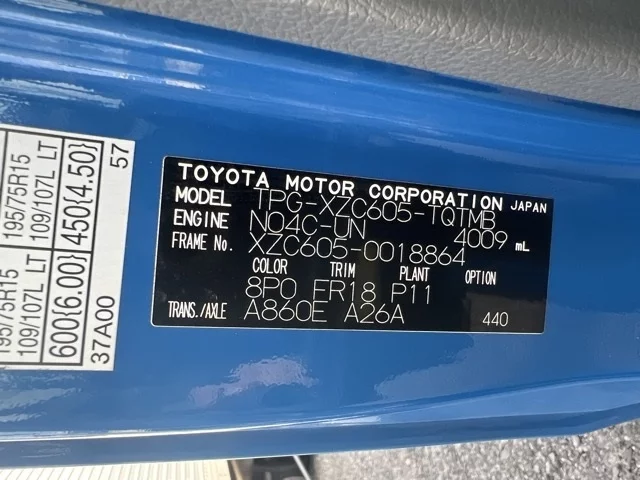 TOYOTA MOTOR CORPORATION JAPAN
MODEL TPG-XZC605-TQTMB
ENGINE N04C-UN 4009 mL
FRAME No. XZC605-0018864
COLOR TRIM PLANT OPTION
8P0 FR18 P11
TRANS./AXLE A860E A26A 440
195/75R15 195/75R15
109/107L LT 109/107L LT
600(6.00) 450(4.50)
37A00 57